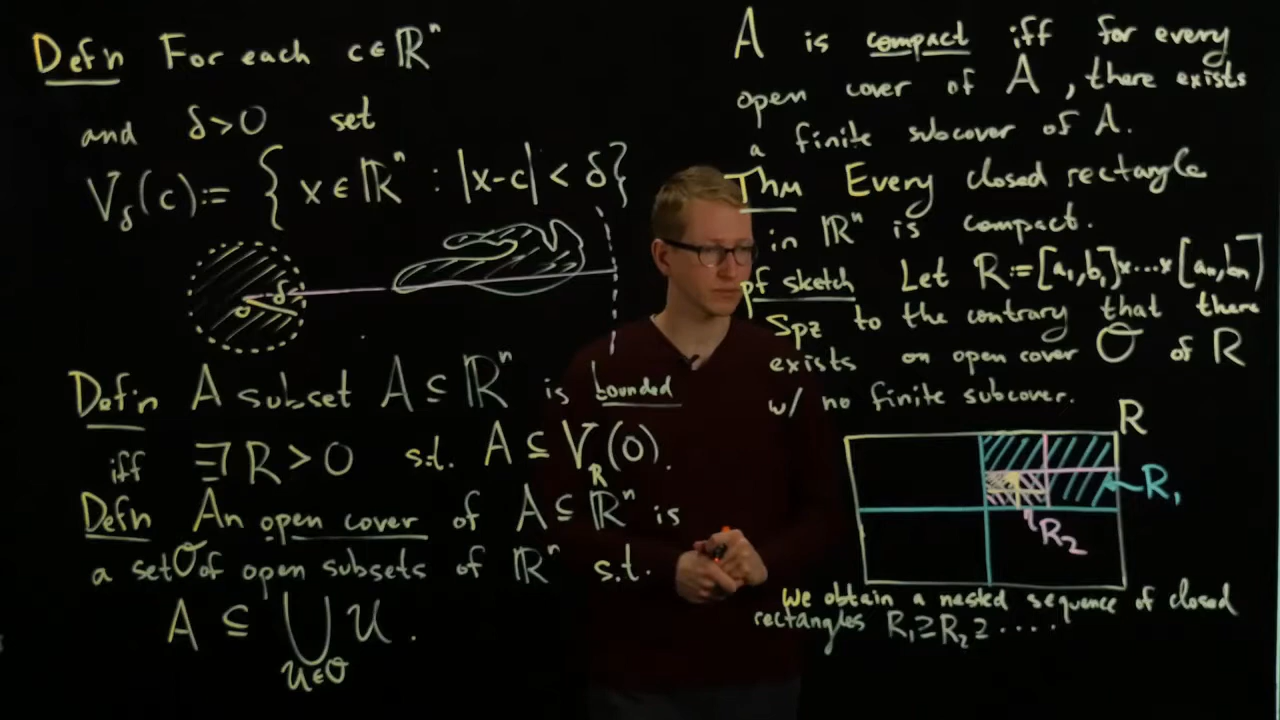 Defn For each c ∈ ℝⁿ
and δ > 0 set
V_δ(c) := { x ∈ ℝⁿ : |x-c| < δ }
δ
c
Def'n A subset A ⊆ ℝⁿ is bounded
iff ∃ R > 0 s.t. A ⊆ V_R(0).
Defn An open cover of A ⊆ ℝⁿ is
a set 𝒪 of open subsets of ℝⁿ s.t.
A ⊆ ⋃_{U∈𝒪} U.
A is compact iff for every
open cover of A, there exists
a finite subcover of A.
Thm Every closed rectangle
in ℝⁿ is compact.
pf sketch Let R := [a₁,b₁]×···×[aₙ,bₙ]
Spz to the contrary that there
exists an open cover 𝒪 of R
w/ no finite subcover.
R
R₁
R₂
We obtain a nested sequence of closed
rectangles R₁ ⊇ R₂ ⊇ ....